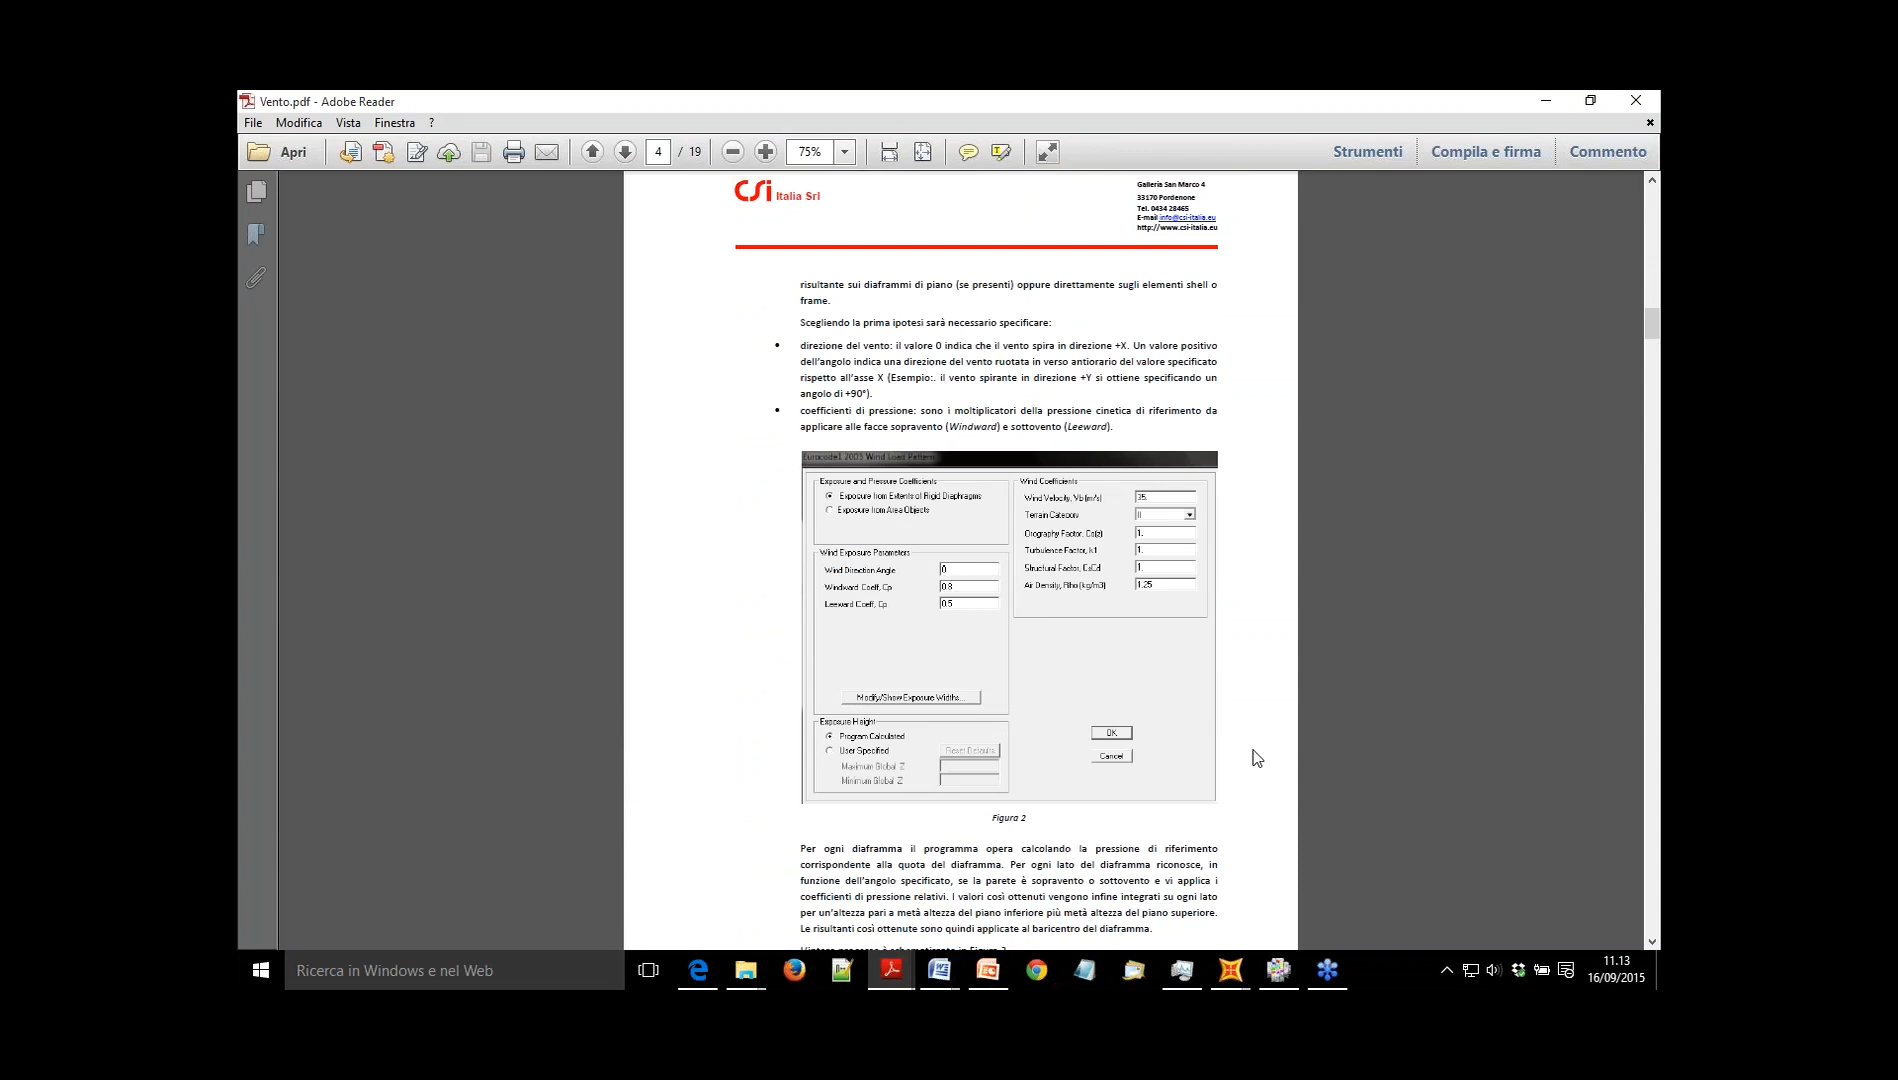 Vento.pdf - Adobe Reader
File Modifica Vista Finestra ?
Apri 4 / 19 75% Strumenti Compila e firma Commento
CSi Italia Srl
Galleria San Marco 4
33170 Pordenone
Tel. 0434 28465
E-mail info@csi-italia.eu
http://www.csi-italia.eu
risultante sui diaframmi di piano (se presenti) oppure direttamente sugli elementi shell o
frame.
Scegliendo la prima ipotesi sarà necessario specificare:
• direzione del vento: il valore 0 indica che il vento spira in direzione +X. Un valore positivo
dell'angolo indica una direzione del vento ruotata in verso antiorario del valore specificato
rispetto all'asse X (Esempio:. il vento spirante in direzione +Y si ottiene specificando un
angolo di +90°).
• coefficienti di pressione: sono i moltiplicatori della pressione cinetica di riferimento da
applicare alle facce sopravento (Windward) e sottovento (Leeward).
Eurocode1 2005 Wind Load Pattern
Exposure and Pressure Coefficients
Exposure from Extents of Rigid Diaphragms
Exposure from Area Objects
Wind Exposure Parameters
Wind Direction Angle 0
Windward Coeff, Cp 0.8
Leeward Coeff, Cp 0.5
Modify/Show Exposure Widths...
Exposure Height
Program Calculated
User Specified Reset Defaults
Maximum Global Z
Minimum Global Z
Wind Coefficients
Wind Velocity, Vb (m/s) 35.
Terrain Category II
Orography Factor, Co(z) 1.
Turbulence Factor, k1 1.
Structural Factor, CsCd 1.
Air Density, Rho (kg/m3) 1.25
OK
Cancel
Figura 2
Per ogni diaframma il programma opera calcolando la pressione di riferimento
corrispondente alla quota del diaframma. Per ogni lato del diaframma riconosce, in
funzione dell'angolo specificato, se la parete è sopravento o sottovento e vi applica i
coefficienti di pressione relativi. I valori così ottenuti vengono infine integrati su ogni lato
per un'altezza pari a metà altezza del piano inferiore più metà altezza del piano superiore.
Le risultanti così ottenute sono quindi applicate al baricentro del diaframma.
L'intero processo è schematizzato in Figura 3
Ricerca in Windows e nel Web
11.13
16/09/2015